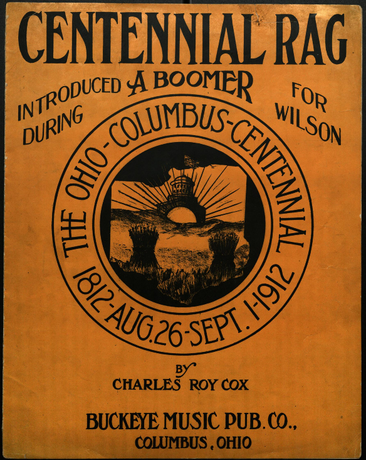 CENTENNIAL RAG
INTRODUCED A BOOMER FOR
DURING WILSON
THE OHIO-COLUMBUS-CENTENNIAL
1812-AUG.26-SEPT.1-1912
BY
CHARLES ROY COX
BUCKEYE MUSIC PUB. CO.,
COLUMBUS, OHIO